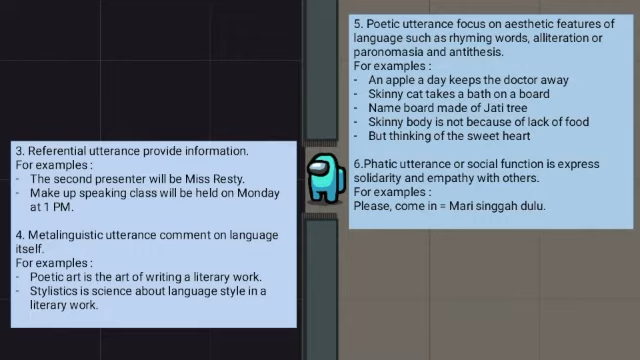 3. Referential utterance provide information.
For examples :
- The second presenter will be Miss Resty.
- Make up speaking class will be held on Monday
at 1 PM.
4. Metalinguistic utterance comment on language
itself.
For examples :
- Poetic art is the art of writing a literary work.
- Stylistics is science about language style in a
literary work.
5. Poetic utterance focus on aesthetic features of
language such as rhyming words, alliteration or
paronomasia and antithesis.
For examples :
- An apple a day keeps the doctor away
- Skinny cat takes a bath on a board
- Name board made of Jati tree
- Skinny body is not because of lack of food
- But thinking of the sweet heart
6.Phatic utterance or social function is express
solidarity and empathy with others.
For examples :
Please, come in = Mari singgah dulu.